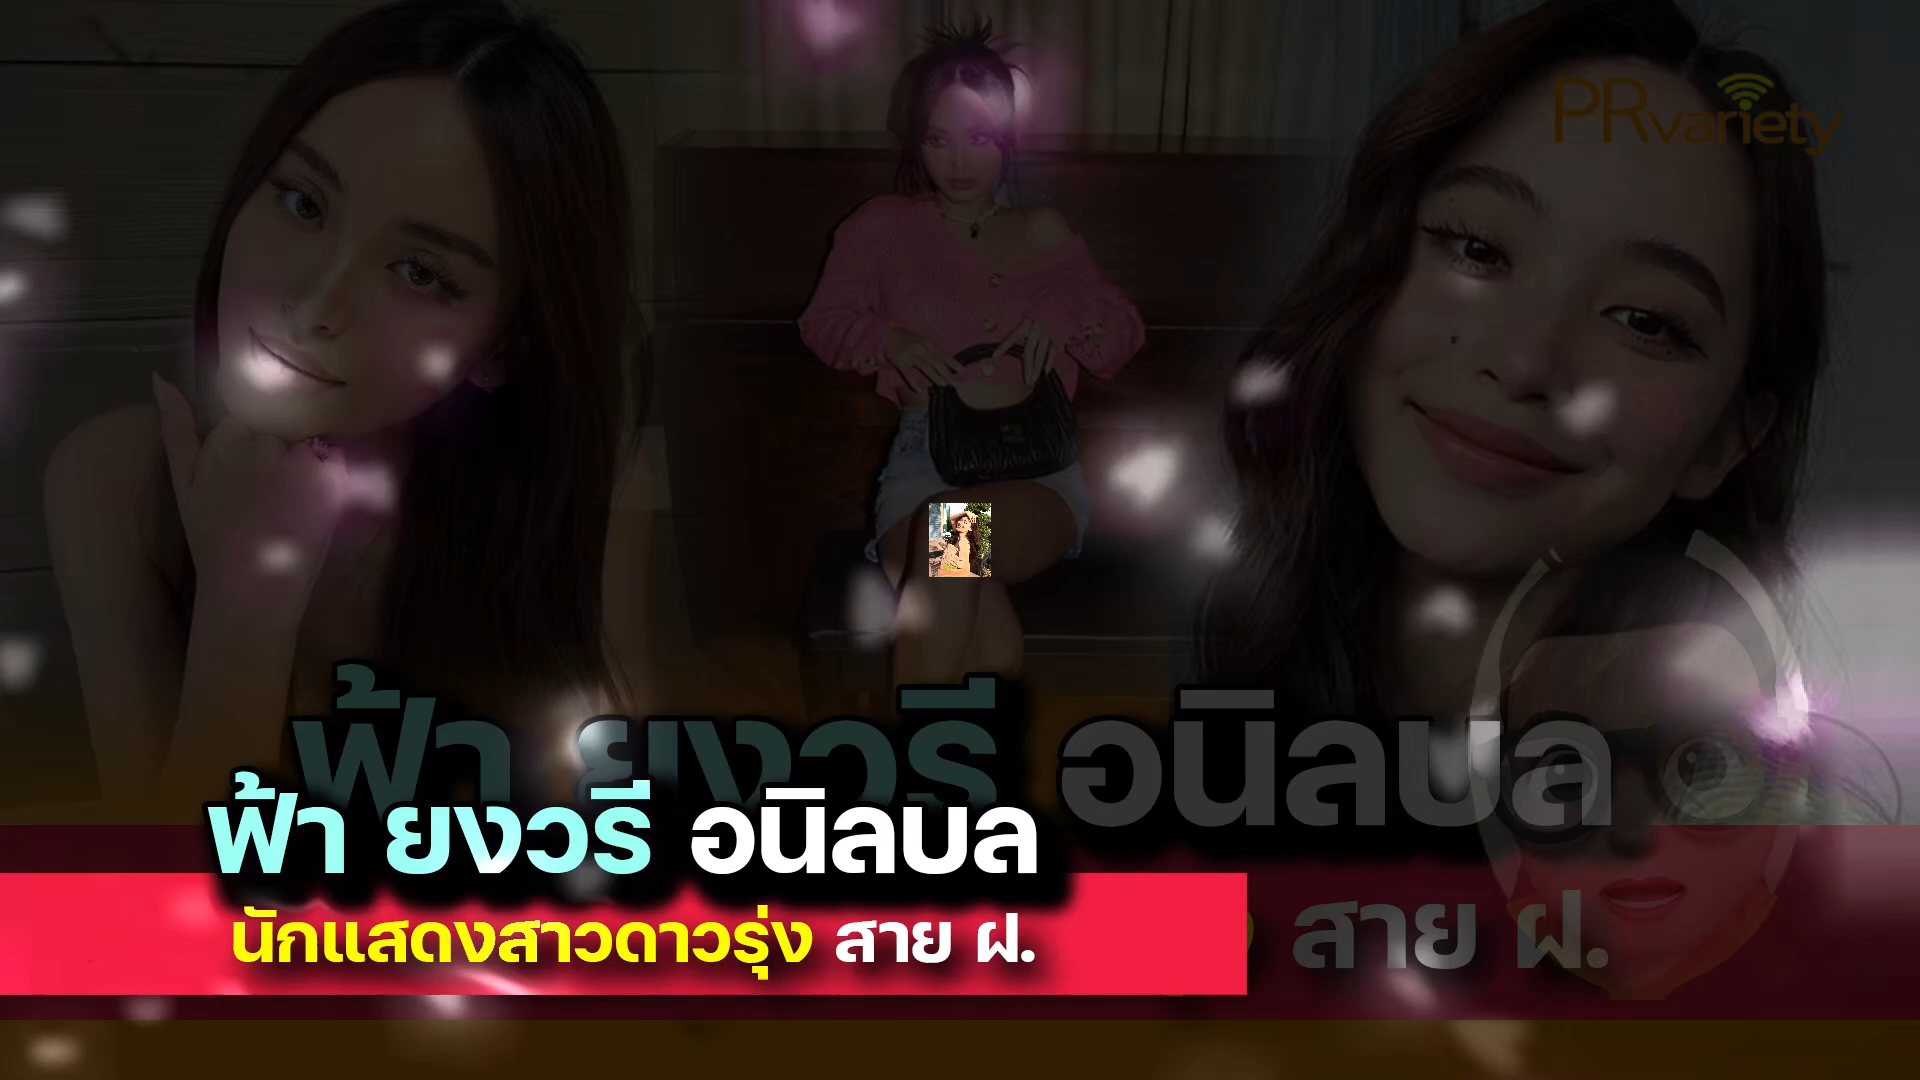 PRvariety
ฟ้า ยงวรี อนิลบล
ฟ้า ยงวรี อนิลบล
นักแสดงสาวดาวรุ่ง สาย ฝ.
สาย ฝ.